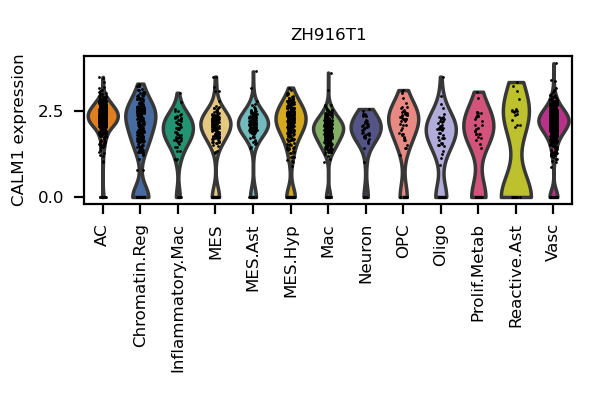 ZH916T1
CALM1 expression
2.5
0.0
AC
Chromatin.Reg
Inflammatory.Mac
MES
MES.Ast
MES.Hyp
Mac
Neuron
OPC
Oligo
Prolif.Metab
Reactive.Ast
Vasc